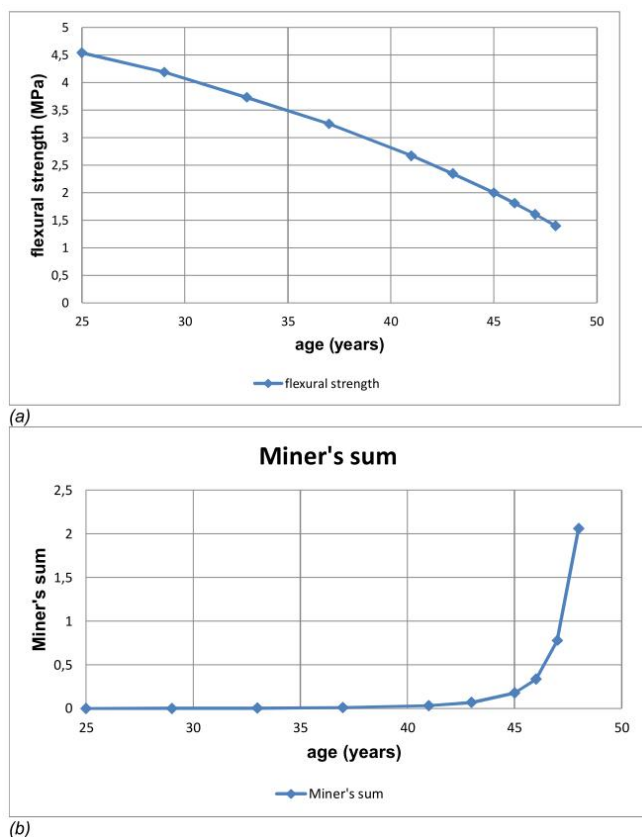 5
4,5
4
3,5
3
2,5
2
1,5
1
0,5
0
flexural strength (MPa)
25 30 35 40 45 50
age (years)
flexural strength
(a)
Miner's sum
2,5
2
1,5
1
0,5
0
Miner's sum
25 30 35 40 45 50
age (years)
Miner's sum
(b)